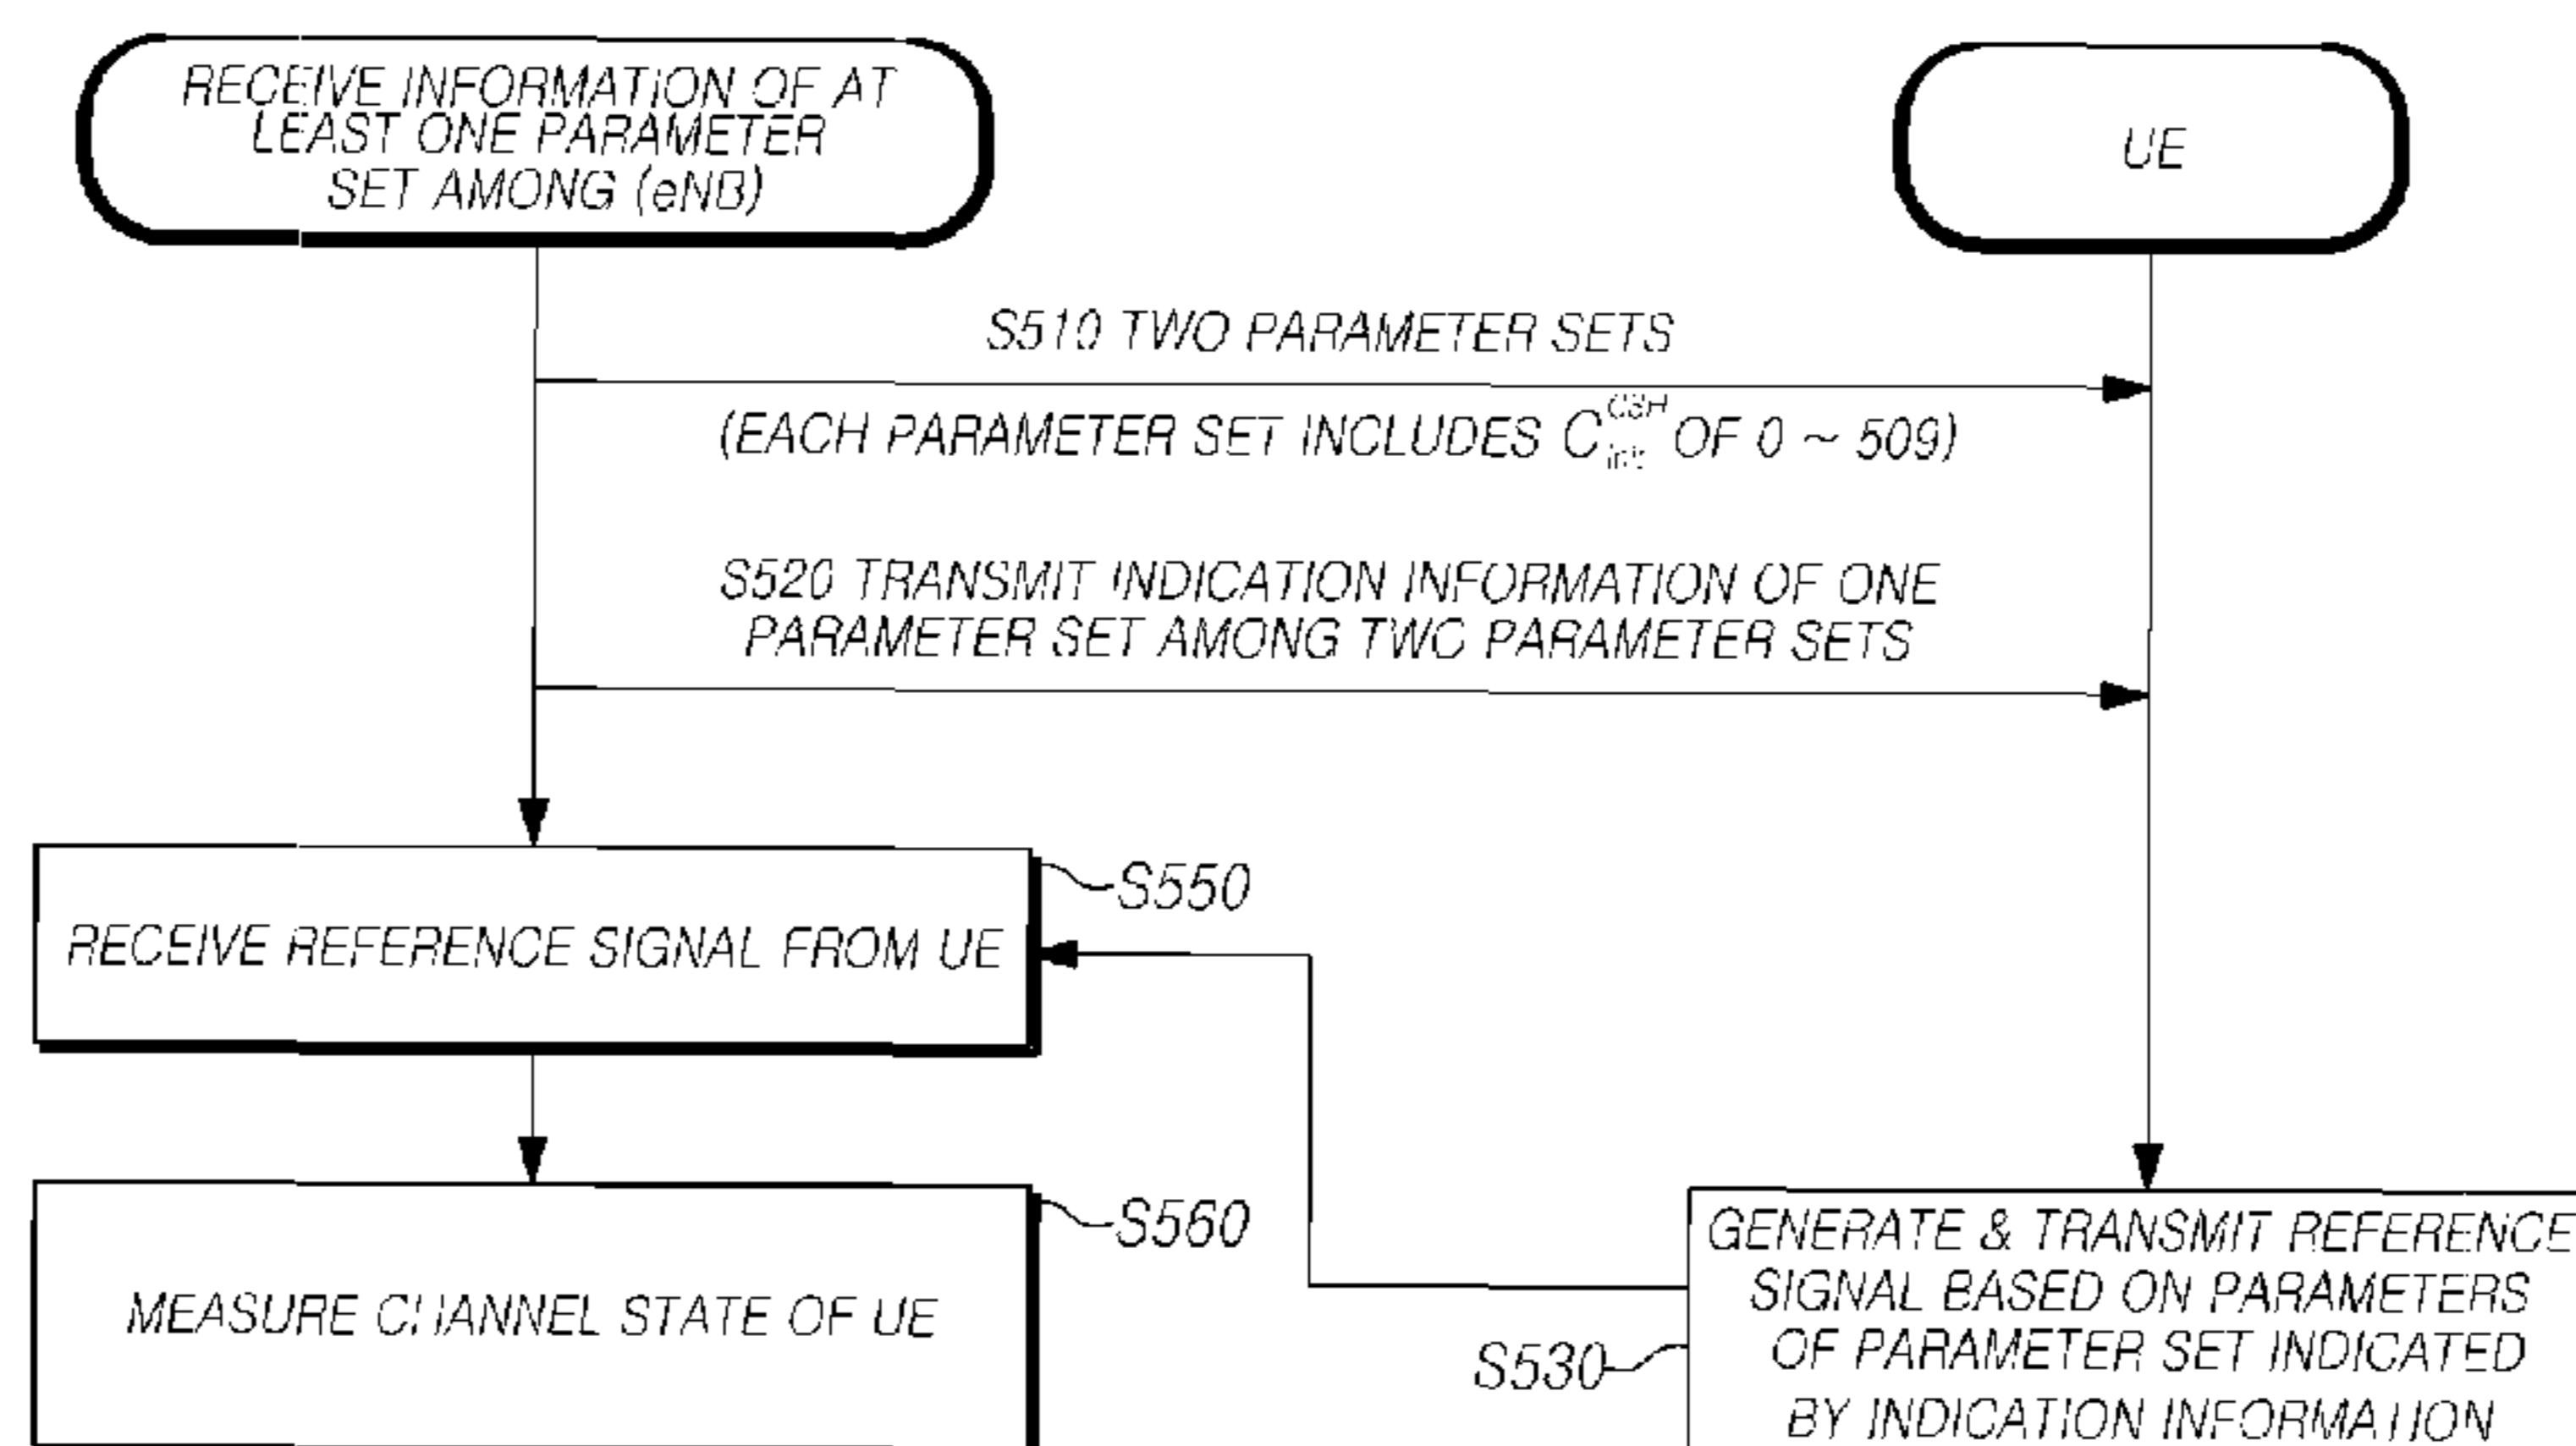 RECEIVE INFORMATION OF AT
LEAST ONE PARAMETER
SET AMONG (eNB)
UE
S510 TWO PARAMETER SETS
(EACH PARAMETER SET INCLUDES C OF 0 ~ 509)
S520 TRANSMIT INDICATION INFORMATION OF ONE
PARAMETER SET AMONG TWO PARAMETER SETS
S550
RECEIVE REFERENCE SIGNAL FROM UE
S560
MEASURE CHANNEL STATE OF UE
GENERATE & TRANSMIT REFERENCE
SIGNAL BASED ON PARAMETERS
OF PARAMETER SET INDICATED
BY INDICATION INFORMATION
S530